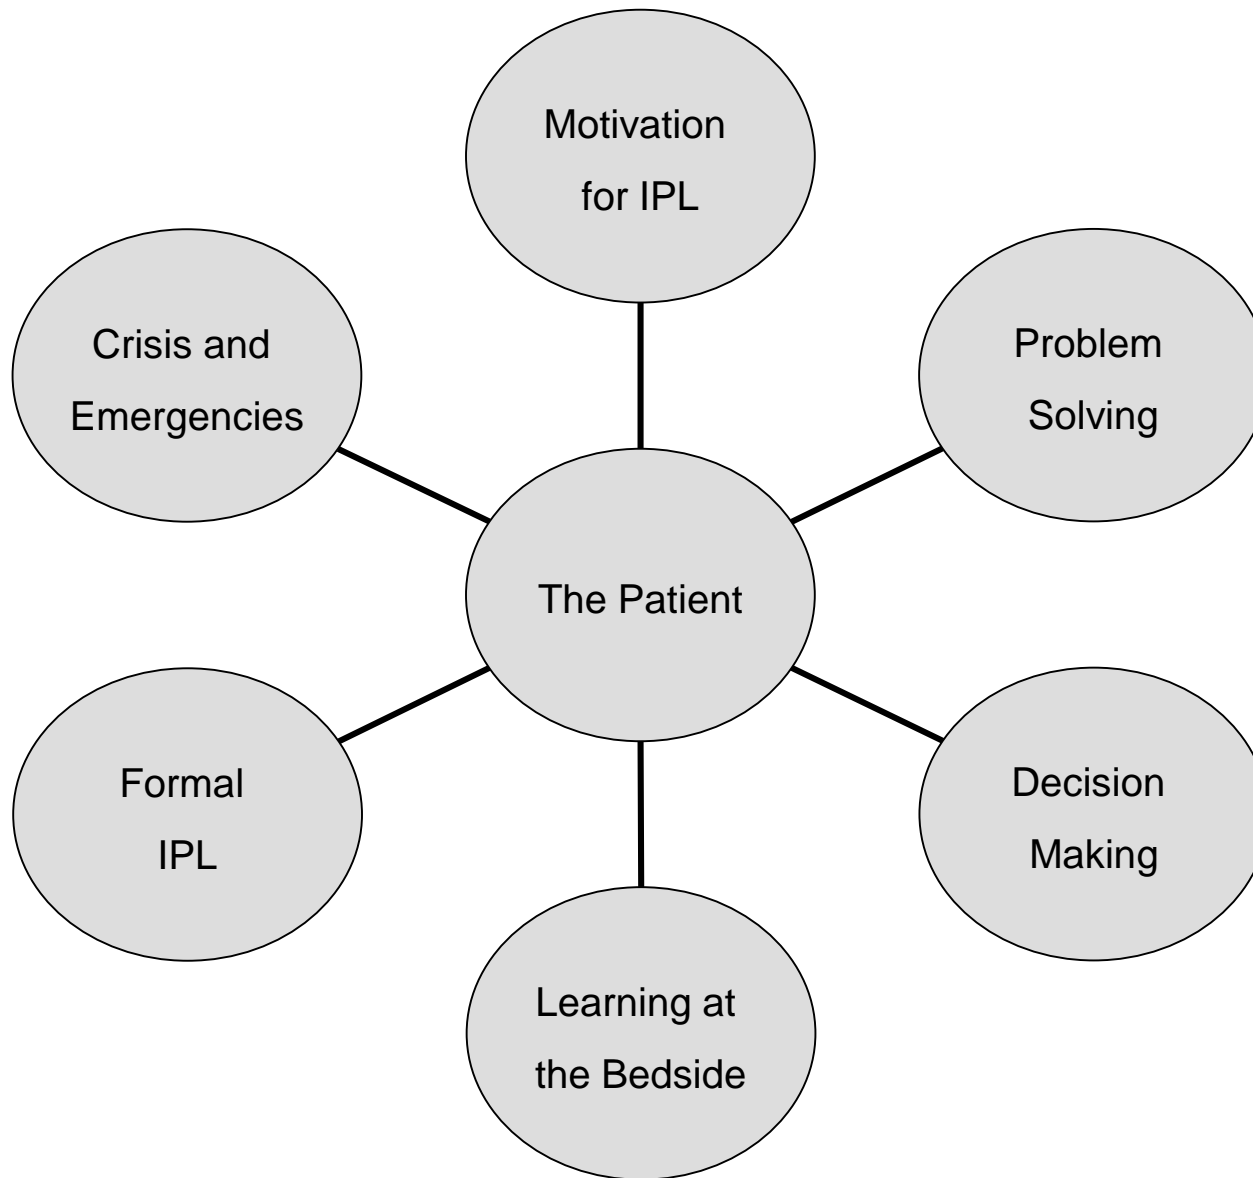 Motivation
for IPL
Crisis and
Emergencies
Problem
Solving
The Patient
Formal
IPL
Decision
Making
Learning at
the Bedside